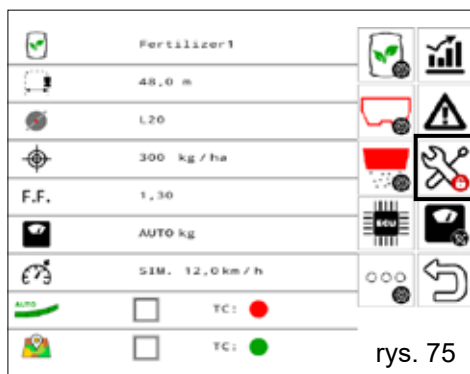 Fertilizer1
48,0 m
L20
300 kg/ha
F.F. 1,30
AUTO kg
SIM. 12,0km/h
AUTO TC:
TC:
ECU
rys. 75